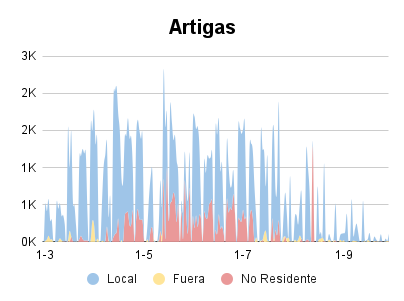 Artigas
3K
2K
2K
1K
1K
0K
1-3
1-5
1-7
1-9
Local
Fuera
No Residente